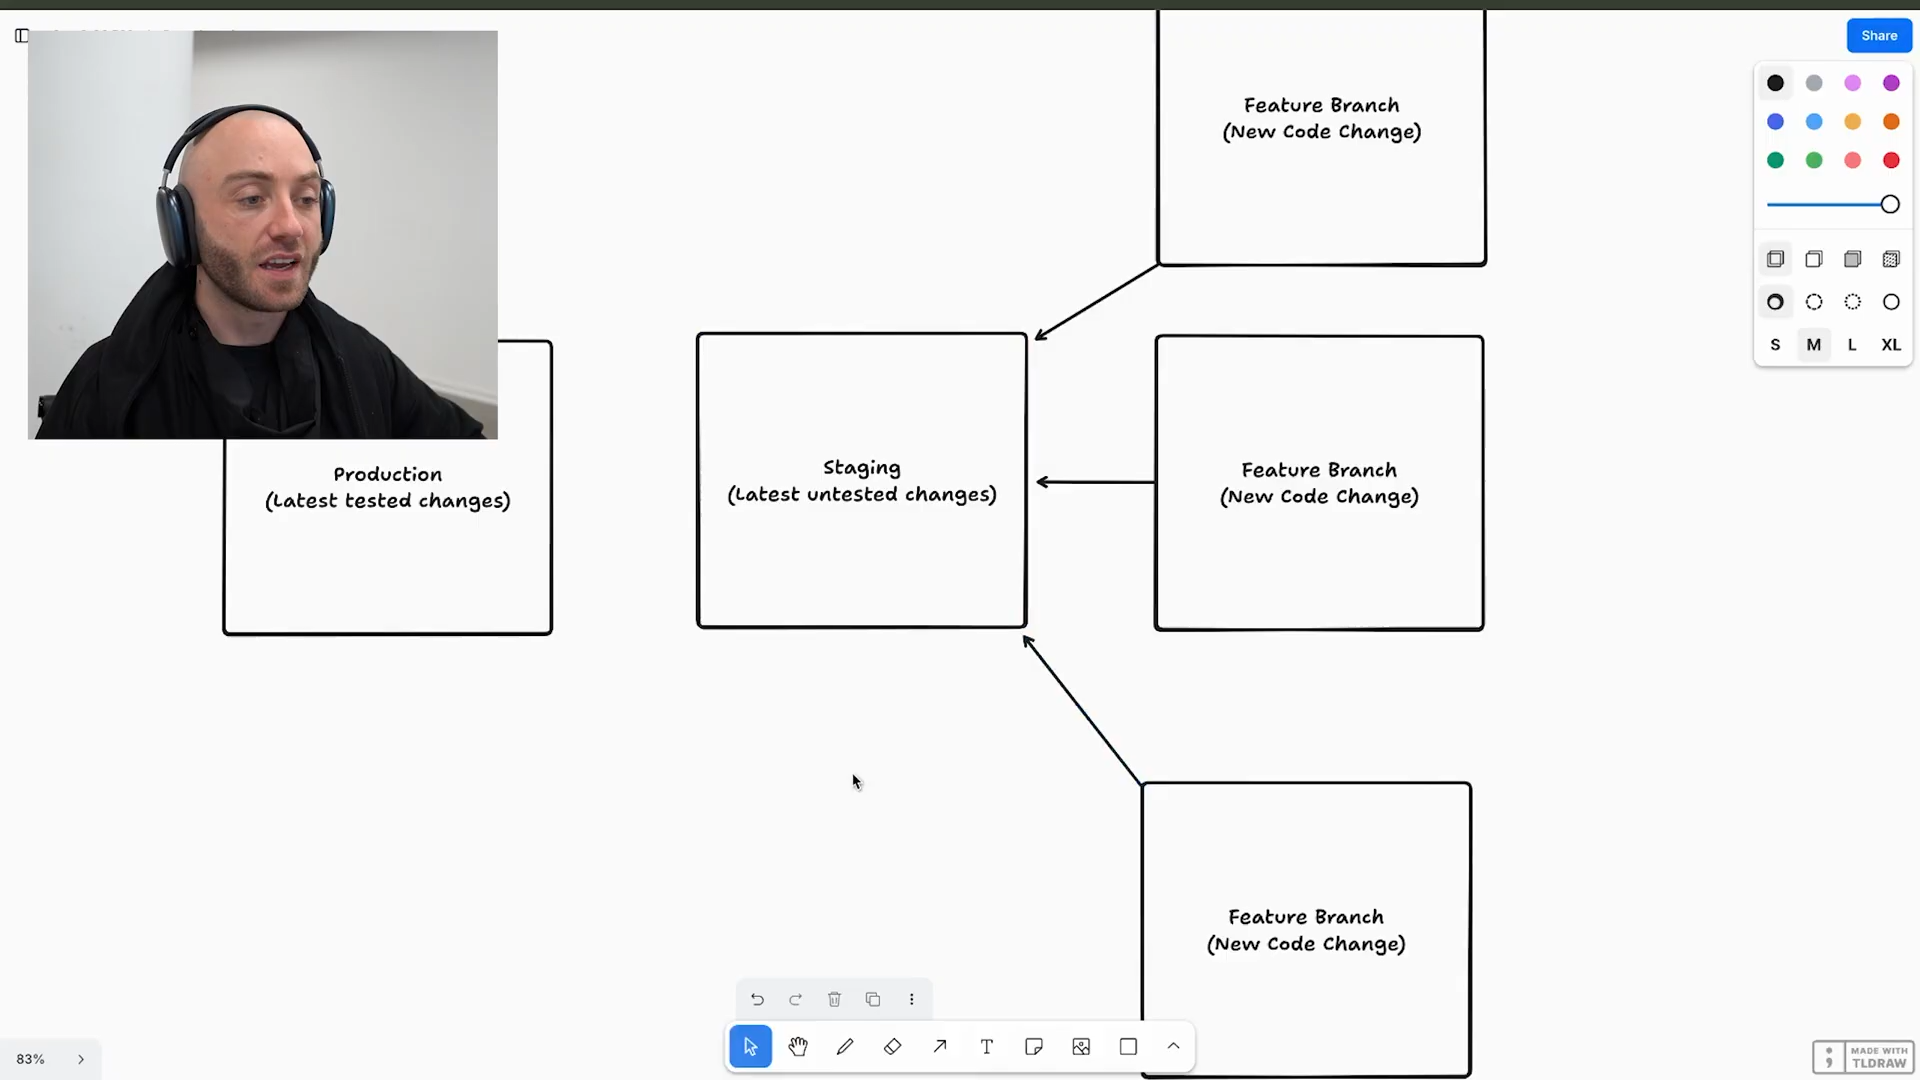 Share
Feature Branch
(New Code Change)
S M L XL
Production
(Latest tested changes)
Staging
(Latest untested changes)
Feature Branch
(New Code Change)
Feature Branch
(New Code Change)
83%
MADE WITH
TLDRAW